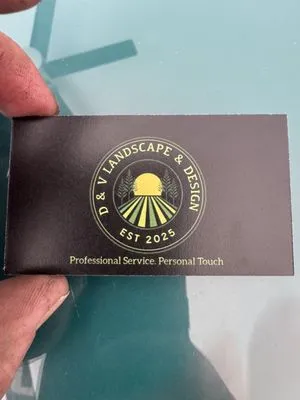 D & V LANDSCAPE & DESIGN
EST 2025
Professional Service. Personal Touch